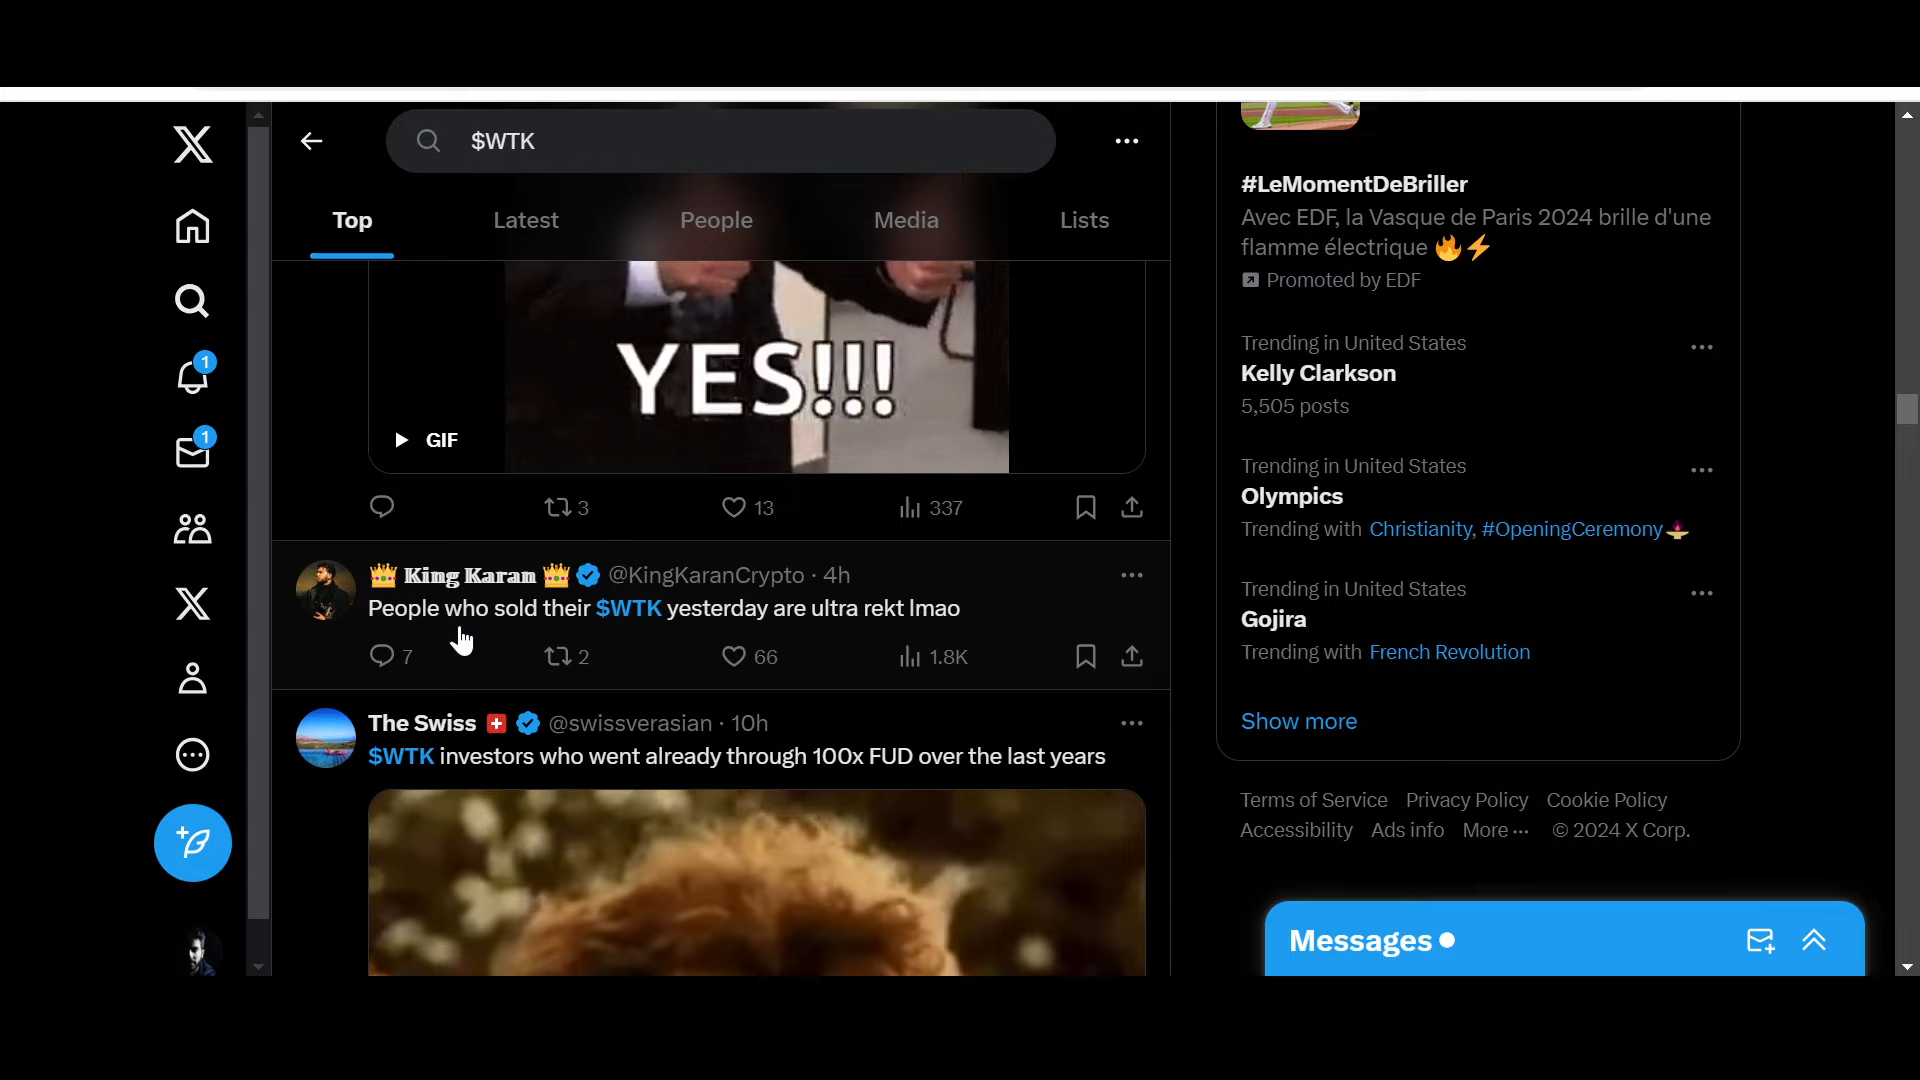 $WTK
Top Latest People Media Lists
YES!!!
GIF
3 13 337
👑 King Karan 👑 @KingKaranCrypto · 4h
People who sold their $WTK yesterday are ultra rekt lmao
7 2 66 1.8K
The Swiss 🇨🇭 @swissverasian · 10h
$WTK investors who went already through 100x FUD over the last years
1
1
#LeMomentDeBriller
Avec EDF, la Vasque de Paris 2024 brille d'une
flamme électrique 🔥⚡
Promoted by EDF
Trending in United States
Kelly Clarkson
5,505 posts
Trending in United States
Olympics
Trending with Christianity, #OpeningCeremony
Trending in United States
Gojira
Trending with French Revolution
Show more
Terms of Service Privacy Policy Cookie Policy
Accessibility Ads info More ··· © 2024 X Corp.
Messages